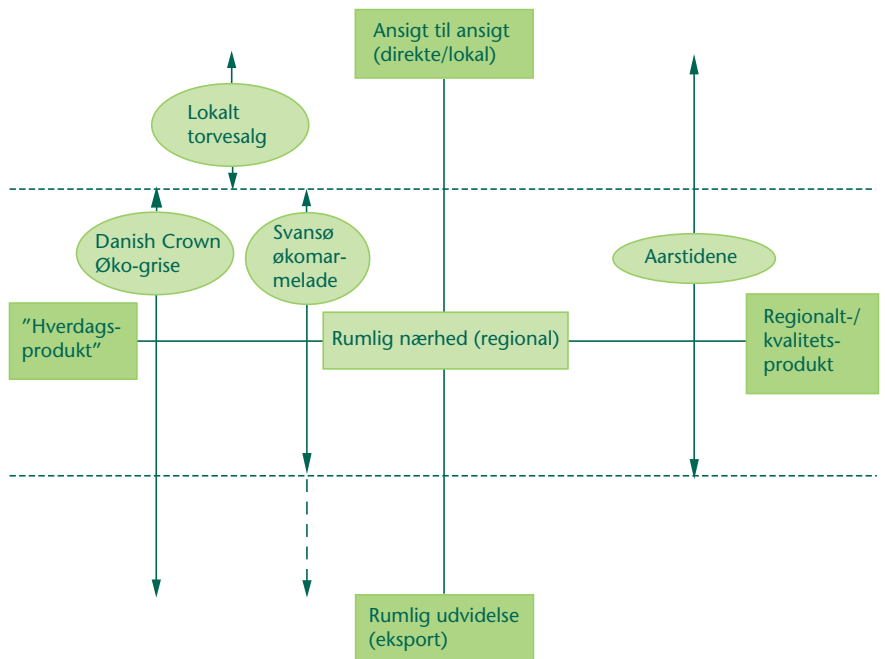 Ansigt til ansigt
(direkte/lokal)
Lokalt
torvesalg
Danish Crown
Øko-grise
Svansø
økomar-
melade
Aarstidene
"Hverdags-
produkt"
Rumlig nærhed (regional)
Regionalt-/
kvalitets-
produkt
Rumlig udvidelse
(eksport)